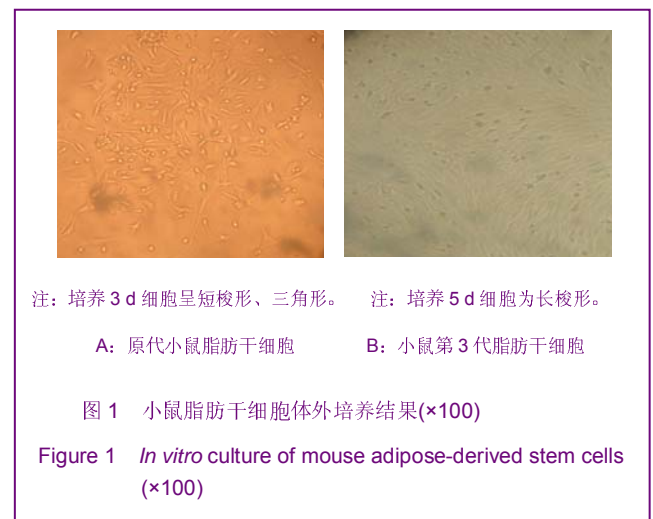 注：培养 3 d 细胞呈短梭形、三角形。
注：培养 5 d 细胞为长梭形。
A：原代小鼠脂肪干细胞
B：小鼠第 3 代脂肪干细胞
图 1 小鼠脂肪干细胞体外培养结果(×100)
Figure 1 In vitro culture of mouse adipose-derived stem cells
(×100)